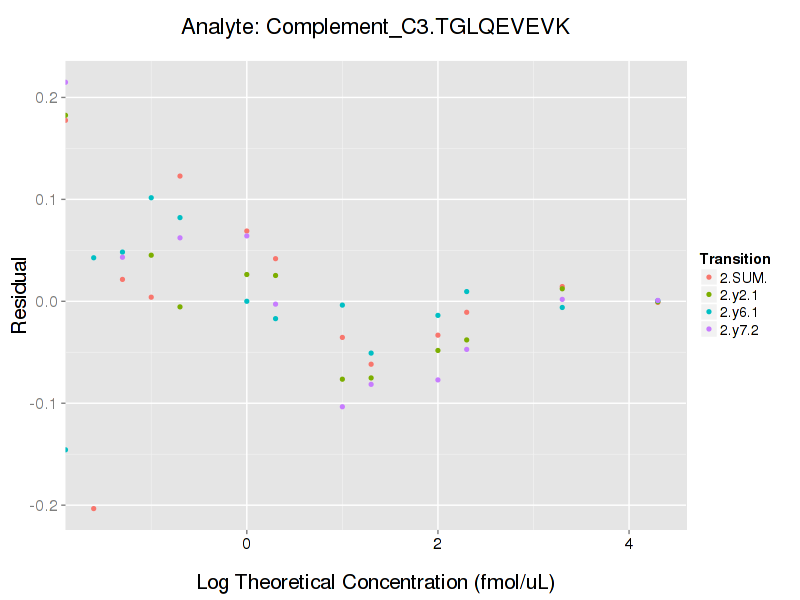 Analyte: Complement_C3.TGLQEVEVK
0.2
0.1
0.0
-0.1
-0.2
Residual
0 2 4
Log Theoretical Concentration (fmol/uL)
Transition
2.SUM.
2.y2.1
2.y6.1
2.y7.2